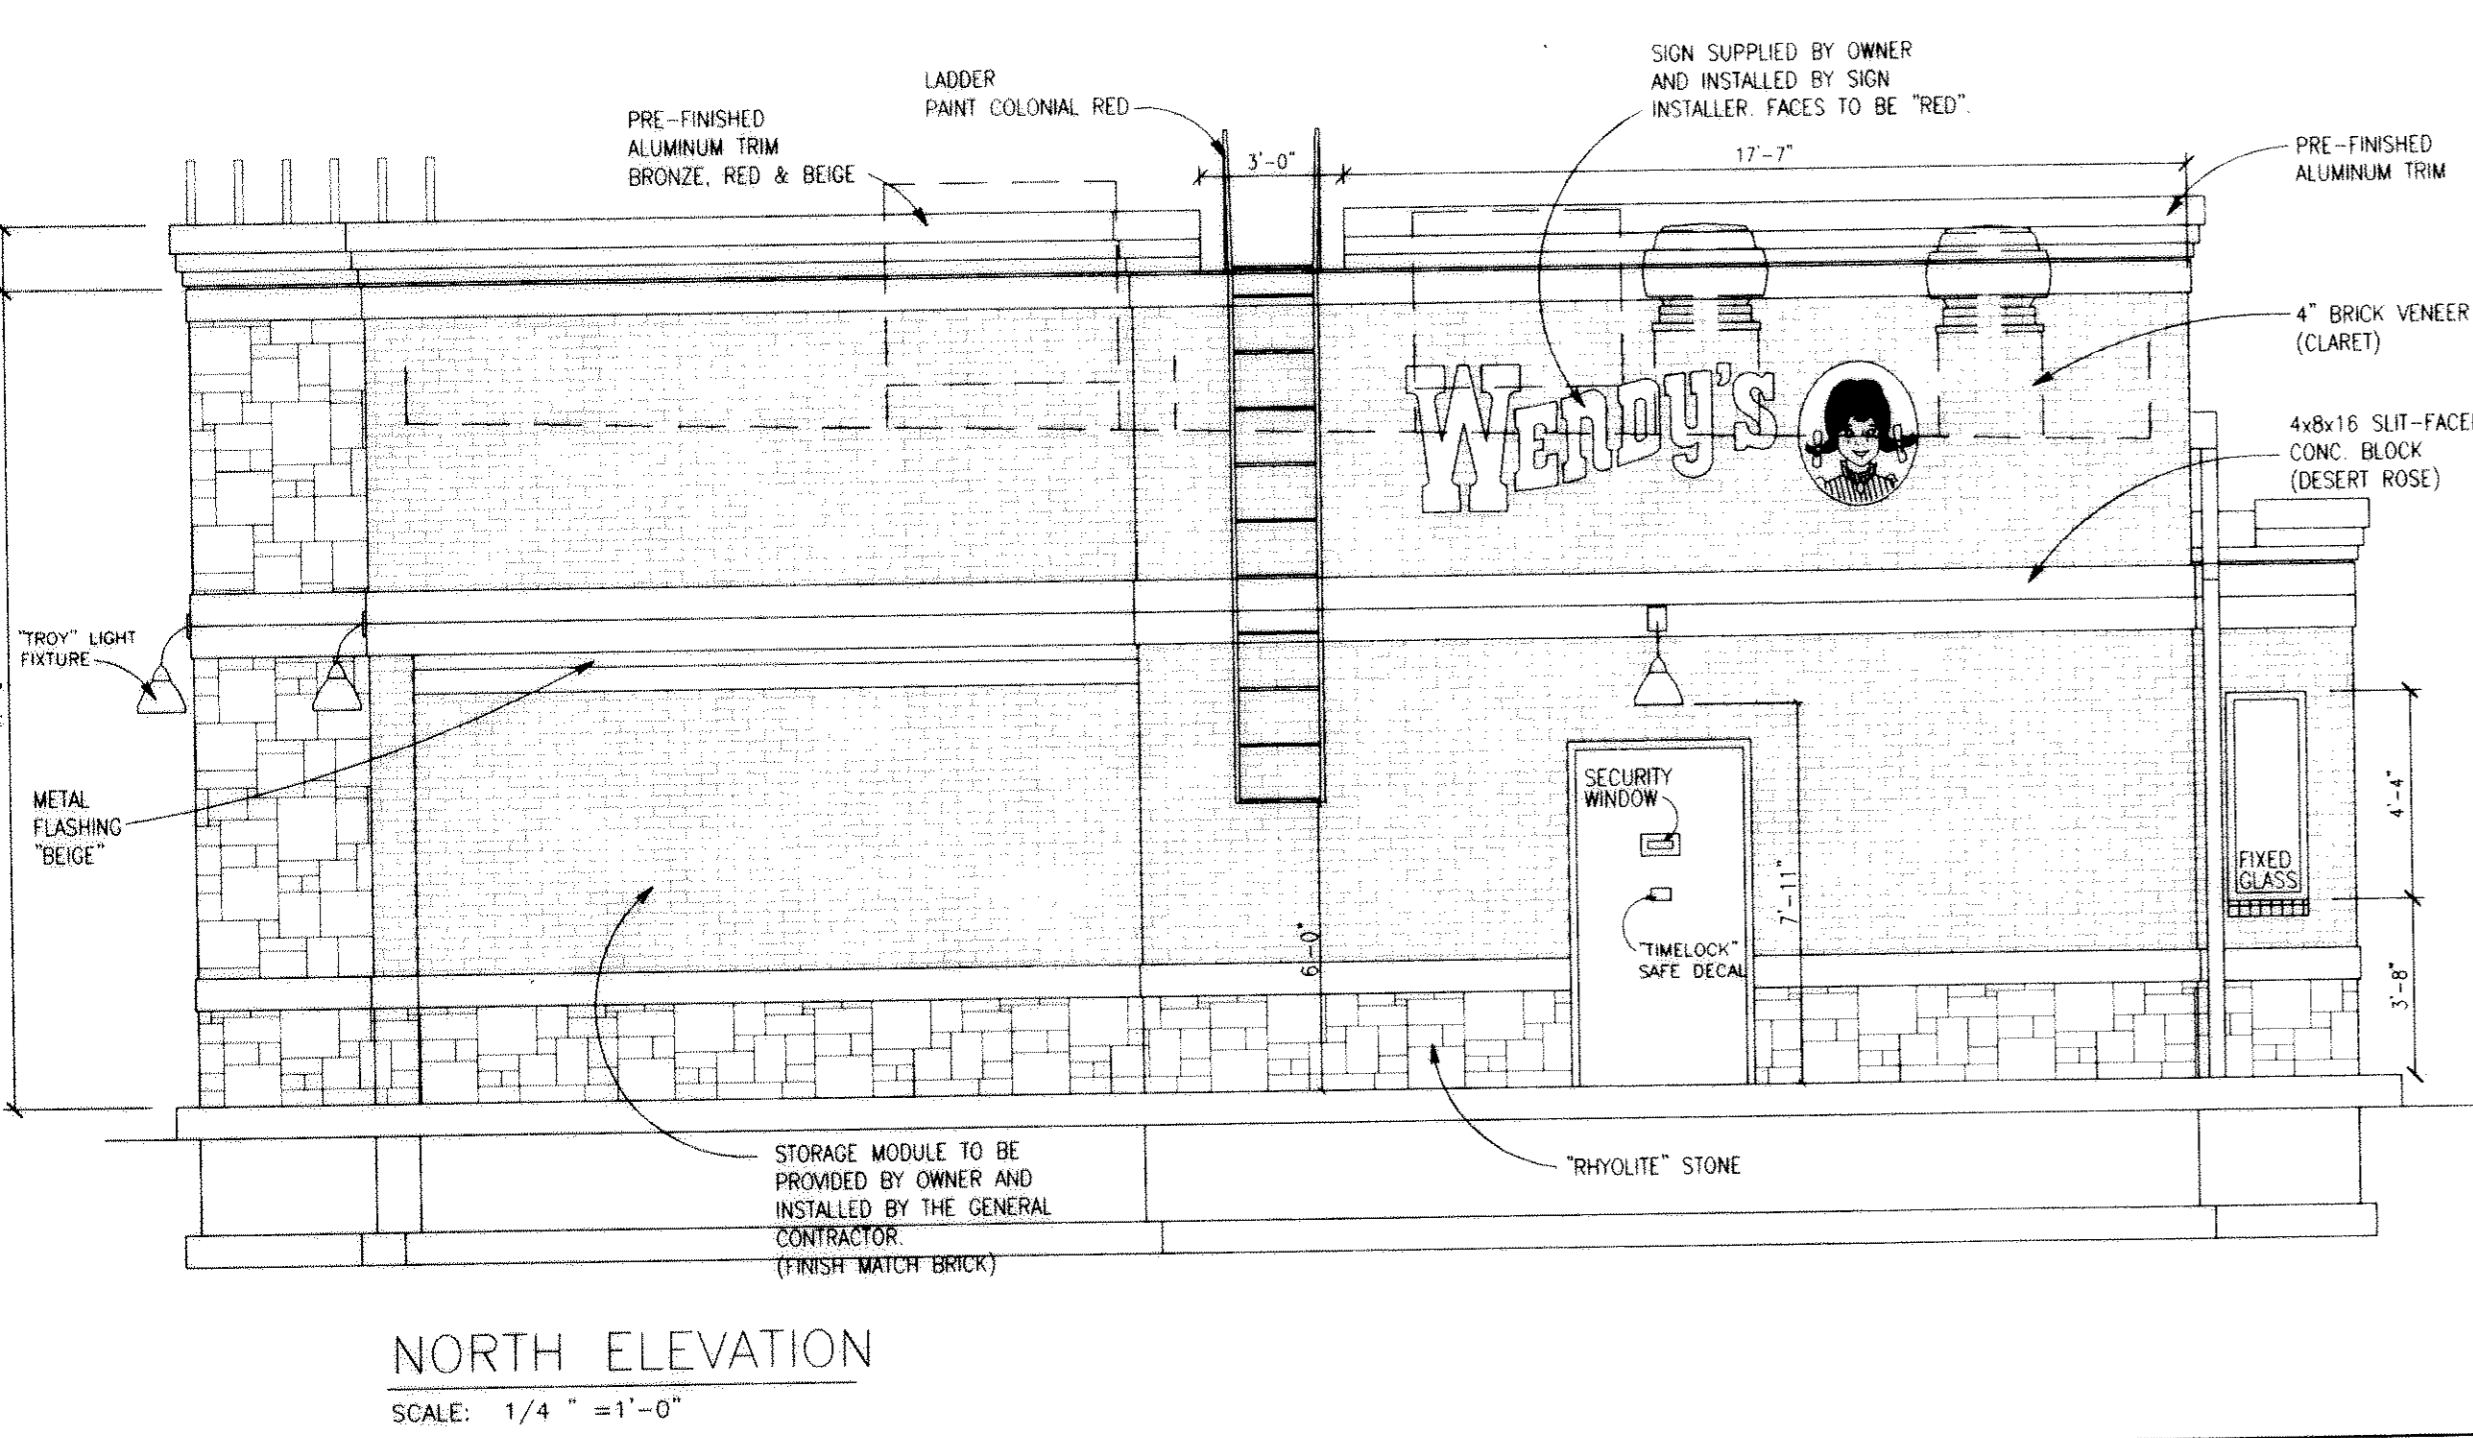 SIGN SUPPLIED BY OWNER
AND INSTALLED BY SIGN
INSTALLER. FACES TO BE "RED".
LADDER
PAINT COLONIAL RED
PRE-FINISHED
ALUMINUM TRIM
BRONZE, RED & BEIGE
3'-0"
17'-7"
PRE-FINISHED
ALUMINUM TRIM
4" BRICK VENEER
(CLARET)
WENDY'S
4x8x16 SLIT-FACE
CONC. BLOCK
(DESERT ROSE)
"TROY" LIGHT
FIXTURE
METAL
FLASHING
"BEIGE"
SECURITY
WINDOW
"TIMELOCK"
SAFE DECAL
6'-0"
7'-11"
FIXED
GLASS
4'-4"
3'-8"
STORAGE MODULE TO BE
PROVIDED BY OWNER AND
INSTALLED BY THE GENERAL
CONTRACTOR.
(FINISH MATCH BRICK)
"RHYOLITE" STONE
NORTH ELEVATION
SCALE: 1/4 " =1'-0"